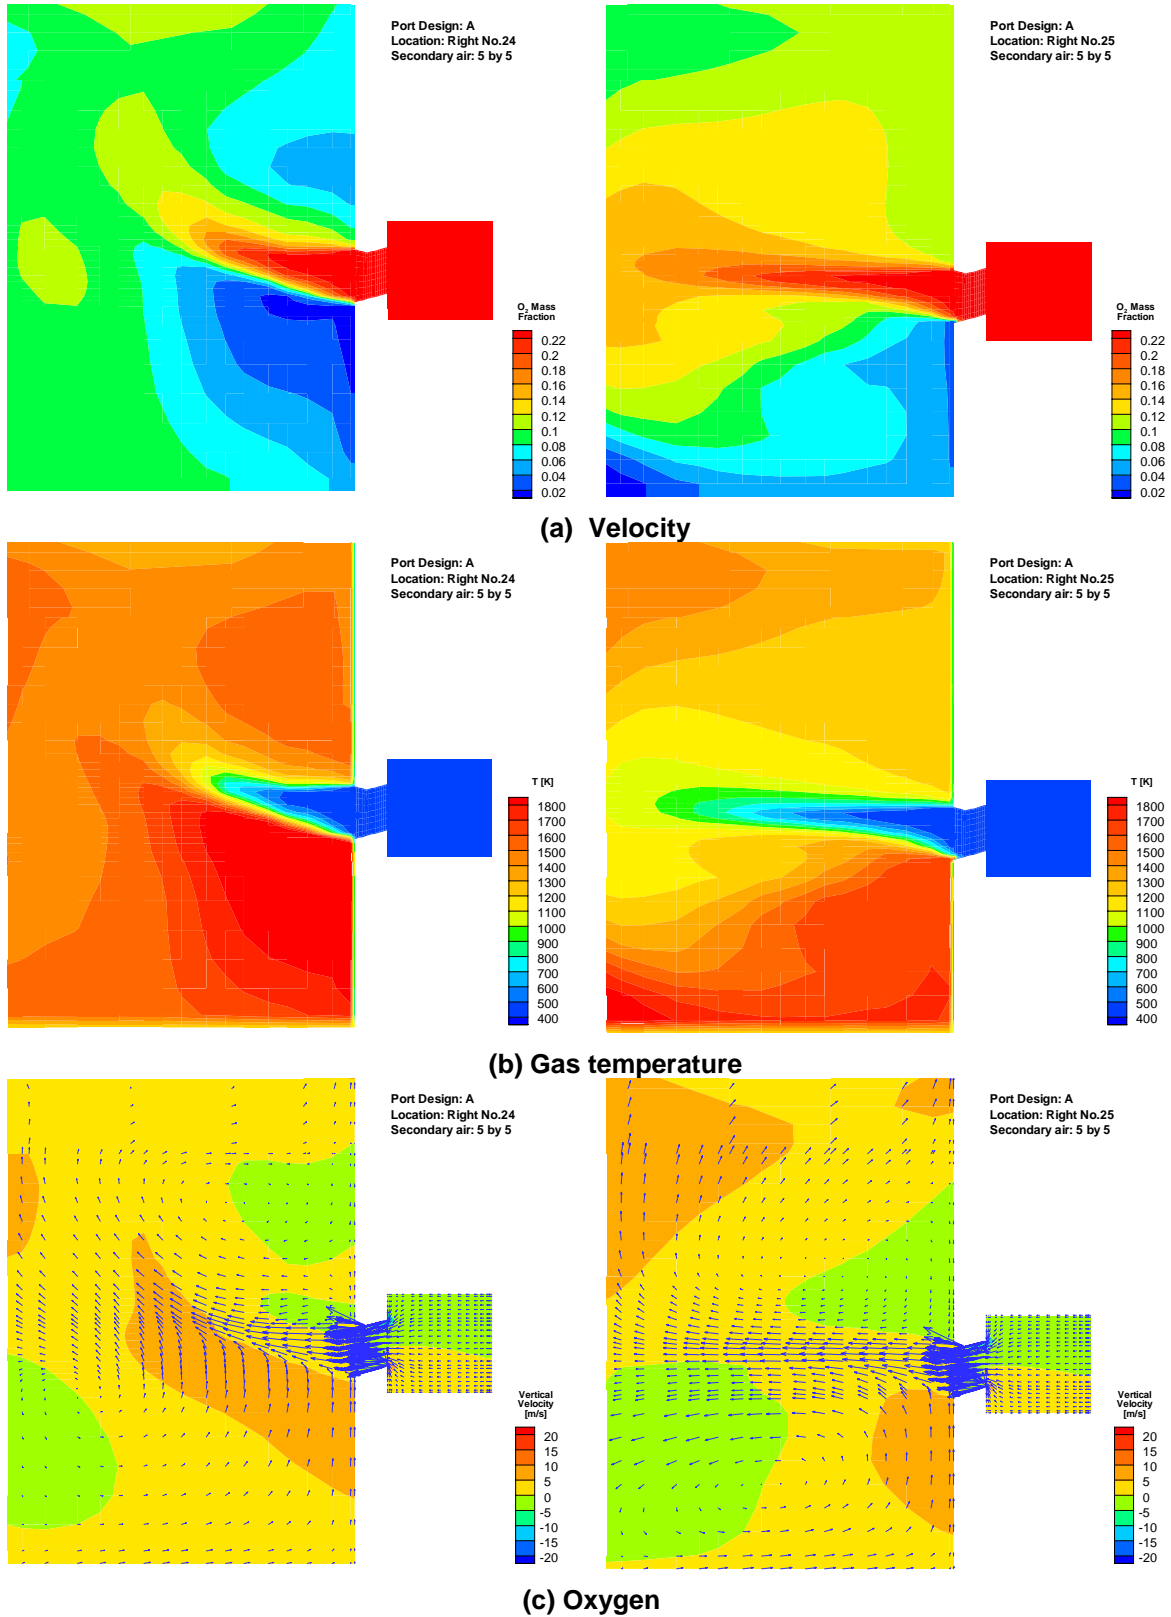 Port Design: A
Location: Right No.24
Secondary air: 5 by 5
O2 Mass
Fraction
0.22
0.2
0.18
0.16
0.14
0.12
0.1
0.08
0.06
0.04
0.02
Port Design: A
Location: Right No.25
Secondary air: 5 by 5
O2 Mass
Fraction
0.22
0.2
0.18
0.16
0.14
0.12
0.1
0.08
0.06
0.04
0.02
(a) Velocity
Port Design: A
Location: Right No.24
Secondary air: 5 by 5
T [K]
1800
1700
1600
1500
1400
1300
1200
1100
1000
900
800
700
600
500
400
Port Design: A
Location: Right No.25
Secondary air: 5 by 5
T [K]
1800
1700
1600
1500
1400
1300
1200
1100
1000
900
800
700
600
500
400
(b) Gas temperature
Port Design: A
Location: Right No.24
Secondary air: 5 by 5
Vertical
Velocity
[m/s]
20
15
10
5
0
-5
-10
-15
-20
Port Design: A
Location: Right No.25
Secondary air: 5 by 5
Vertical
Velocity
[m/s]
20
15
10
5
0
-5
-10
-15
-20
(c) Oxygen